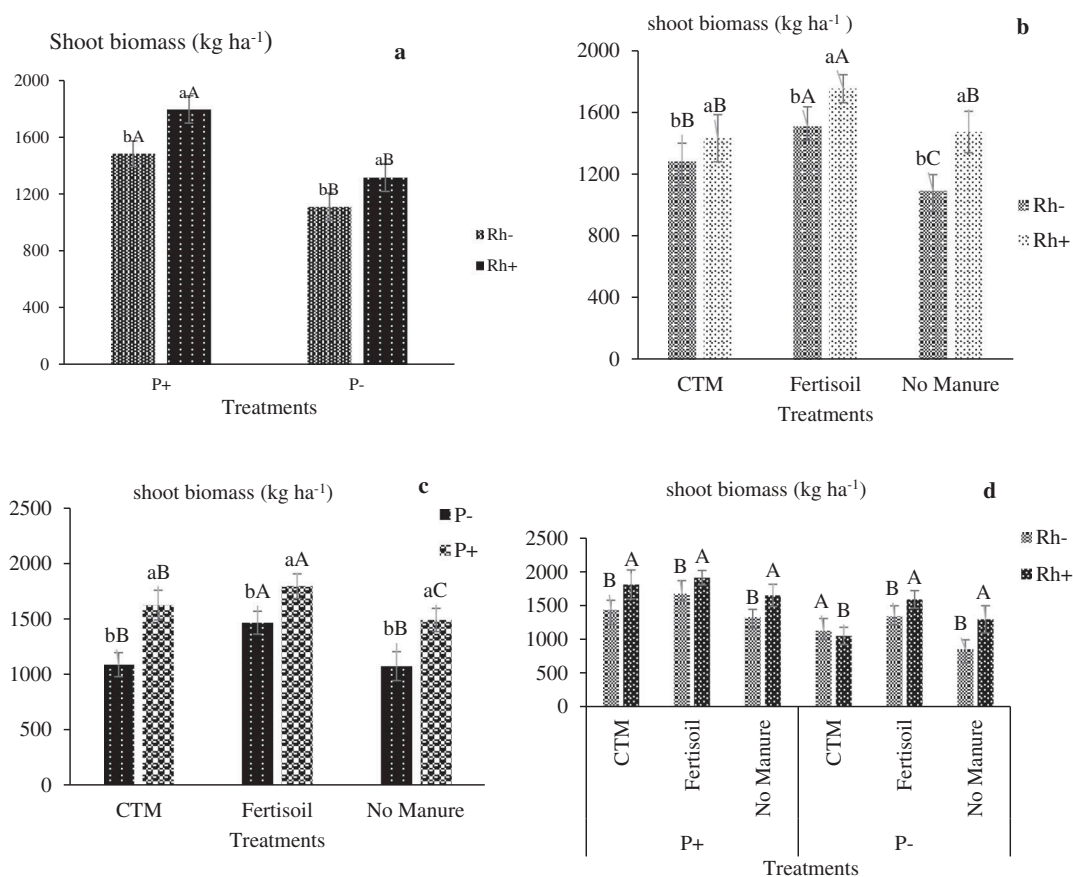 Shoot biomass (kg ha-1)
a
2000
1600
1200
800
400
0
bA
aA
bB
aB
Rh-
Rh+
P+
P-
Treatments
shoot biomass (kg ha-1 )
b
2000
1600
1200
800
400
0
bB
aB
bA
aA
bC
aB
Rh-
Rh+
CTM
Fertisoil
No Manure
Treatments
shoot biomass (kg ha-1)
c
2500
2000
1500
1000
500
0
bB
aB
bA
aA
bB
aC
P-
P+
CTM
Fertisoil
No Manure
Treatments
shoot biomass (kg ha-1)
d
2500
2000
1500
1000
500
0
B
A
B
A
B
A
A
B
B
A
B
A
Rh-
Rh+
CTM
Fertisoil
No Manure
CTM
Fertisoil
No Manure
P+
P-
Treatments